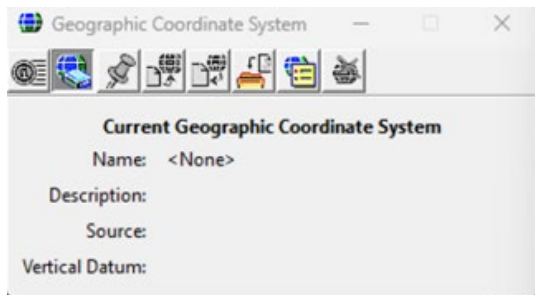 Geographic Coordinate System
Current Geographic Coordinate System
Name: <None>
Description:
Source:
Vertical Datum: